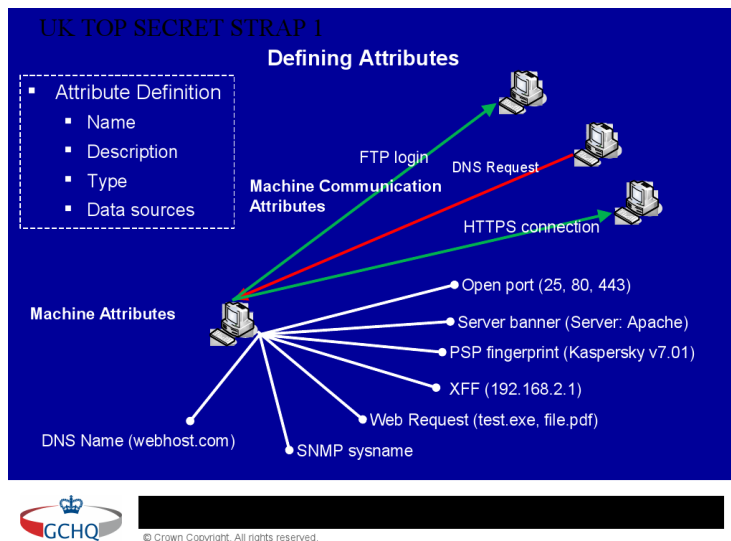 UK TOP SECRET STRAP 1
Defining Attributes
Attribute Definition
Name
Description
Type
Data sources
FTP login
DNS Request
Machine Communication
Attributes
HTTPS connection
Machine Attributes
Open port (25, 80, 443)
Server banner (Server: Apache)
PSP fingerprint (Kaspersky v7.01)
XFF (192.168.2.1)
Web Request (test.exe, file.pdf)
DNS Name (webhost.com)
SNMP sysname
GCHQ
© Crown Copyright. All rights reserved.